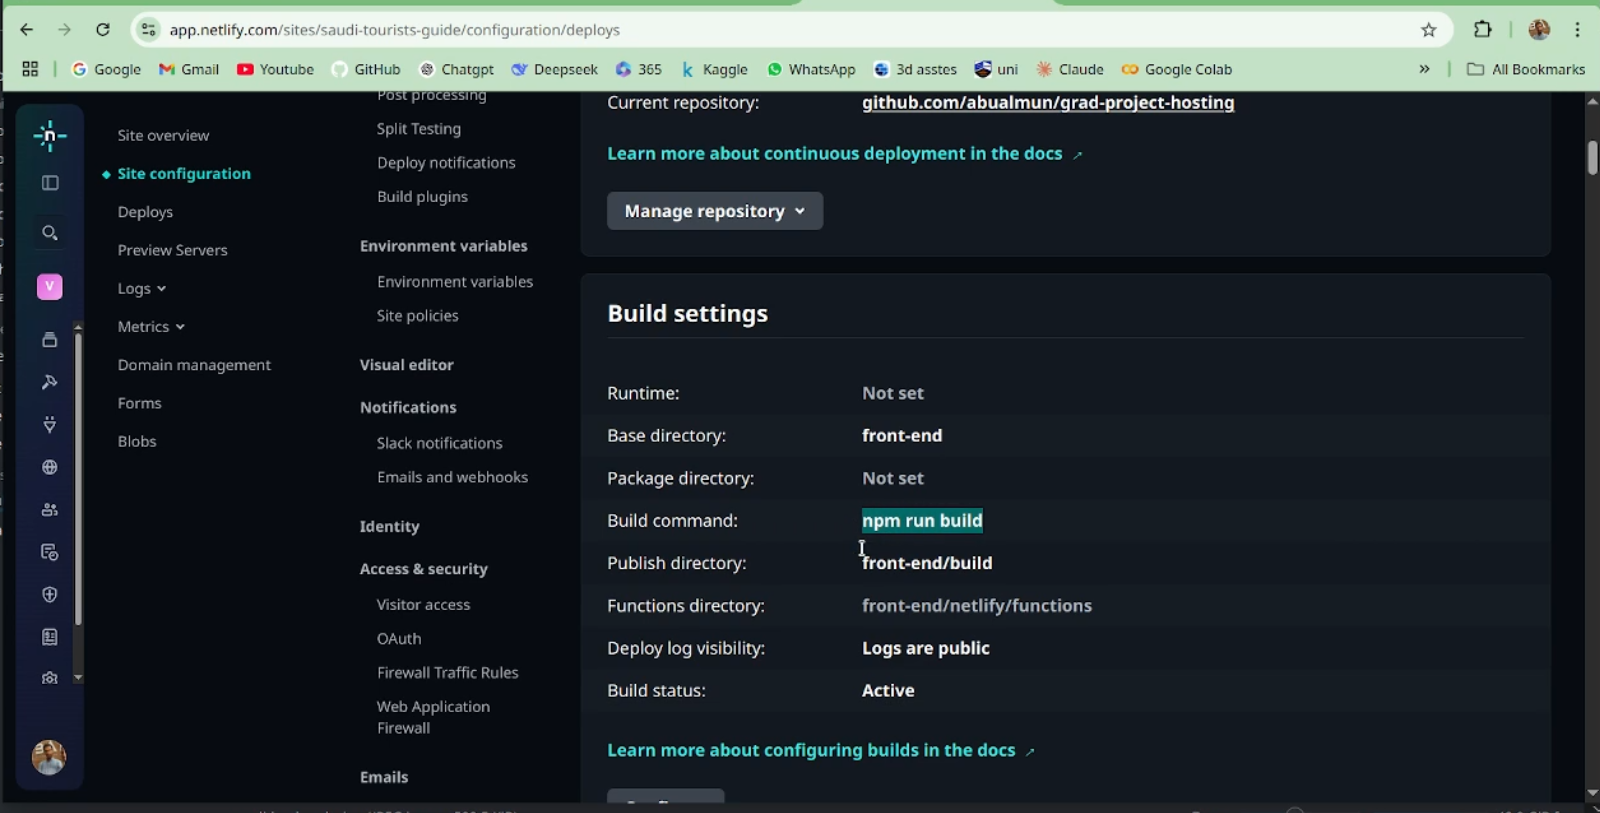 app.netlify.com/sites/saudi-tourists-guide/configuration/deploys
Google Gmail Youtube GitHub Chatgpt Deepseek 365 Kaggle WhatsApp 3d asstes uni Claude Google Colab » All Bookmarks
Site overview
Site configuration
Deploys
Preview Servers
Logs
Metrics
Domain management
Forms
Blobs
V
Post processing
Split Testing
Deploy notifications
Build plugins
Environment variables
Environment variables
Site policies
Visual editor
Notifications
Slack notifications
Emails and webhooks
Identity
Access & security
Visitor access
OAuth
Firewall Traffic Rules
Web Application
Firewall
Emails
Current repository: github.com/abualmun/grad-project-hosting
Learn more about continuous deployment in the docs
Manage repository
Build settings
Runtime: Not set
Base directory: front-end
Package directory: Not set
Build command: npm run build
Publish directory: front-end/build
Functions directory: front-end/netlify/functions
Deploy log visibility: Logs are public
Build status: Active
Learn more about configuring builds in the docs